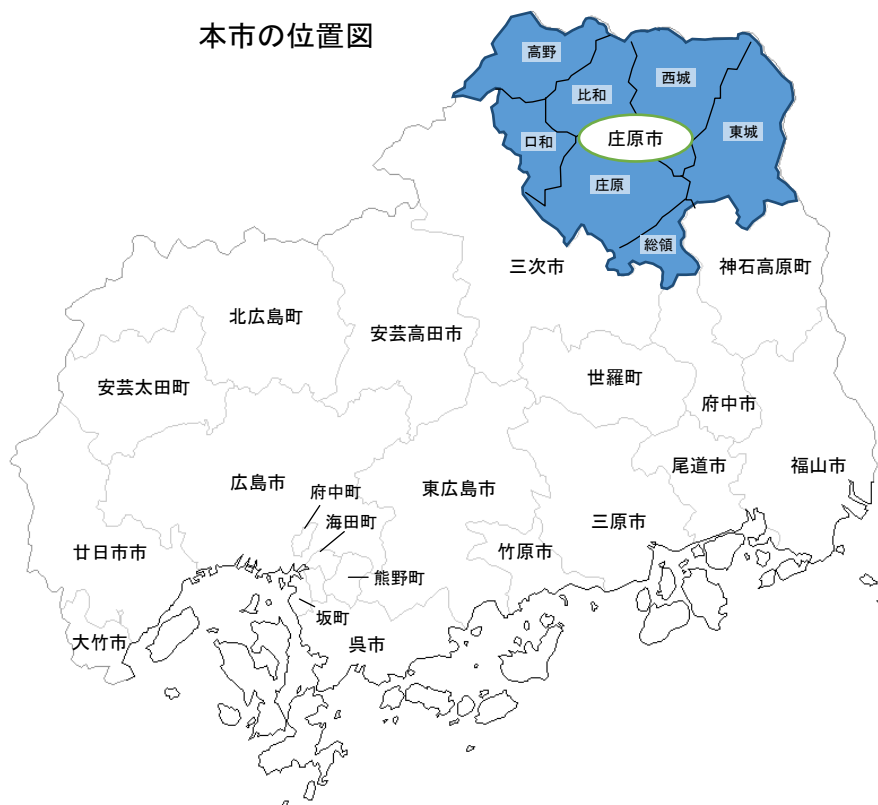 本市の位置図
高野
西城
比和
東城
口和
庄原市
庄原
総領
三次市
神石高原町
北広島町
安芸高田市
安芸太田町
世羅町
府中市
広島市
府中町
東広島市
尾道市
福山市
海田町
三原市
廿日市市
竹原市
熊野町
坂町
大竹市
呉市